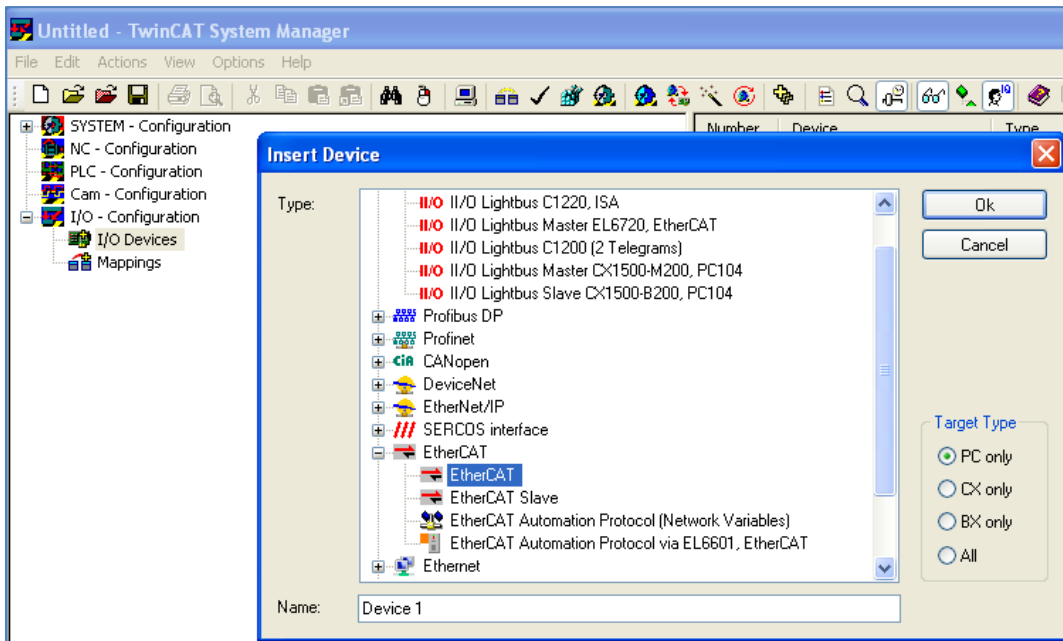 Untitled - TwinCAT System Manager
File Edit Actions View Options Help
SYSTEM - Configuration
NC - Configuration
PLC - Configuration
Cam - Configuration
I/O - Configuration
I/O Devices
Mappings
Number Device Type
Insert Device
Type:
II/O II/O Lightbus C1220, ISA
II/O II/O Lightbus Master EL6720, EtherCAT
II/O II/O Lightbus C1200 (2 Telegrams)
II/O II/O Lightbus Master CX1500-M200, PC104
II/O II/O Lightbus Slave CX1500-B200, PC104
Profibus DP
Profinet
CiA CANopen
DeviceNet
EtherNet/IP
SERCOS interface
EtherCAT
EtherCAT
EtherCAT Slave
EtherCAT Automation Protocol (Network Variables)
EtherCAT Automation Protocol via EL6601, EtherCAT
Ethernet
Ok
Cancel
Target Type
PC only
CX only
BX only
All
Name: Device 1